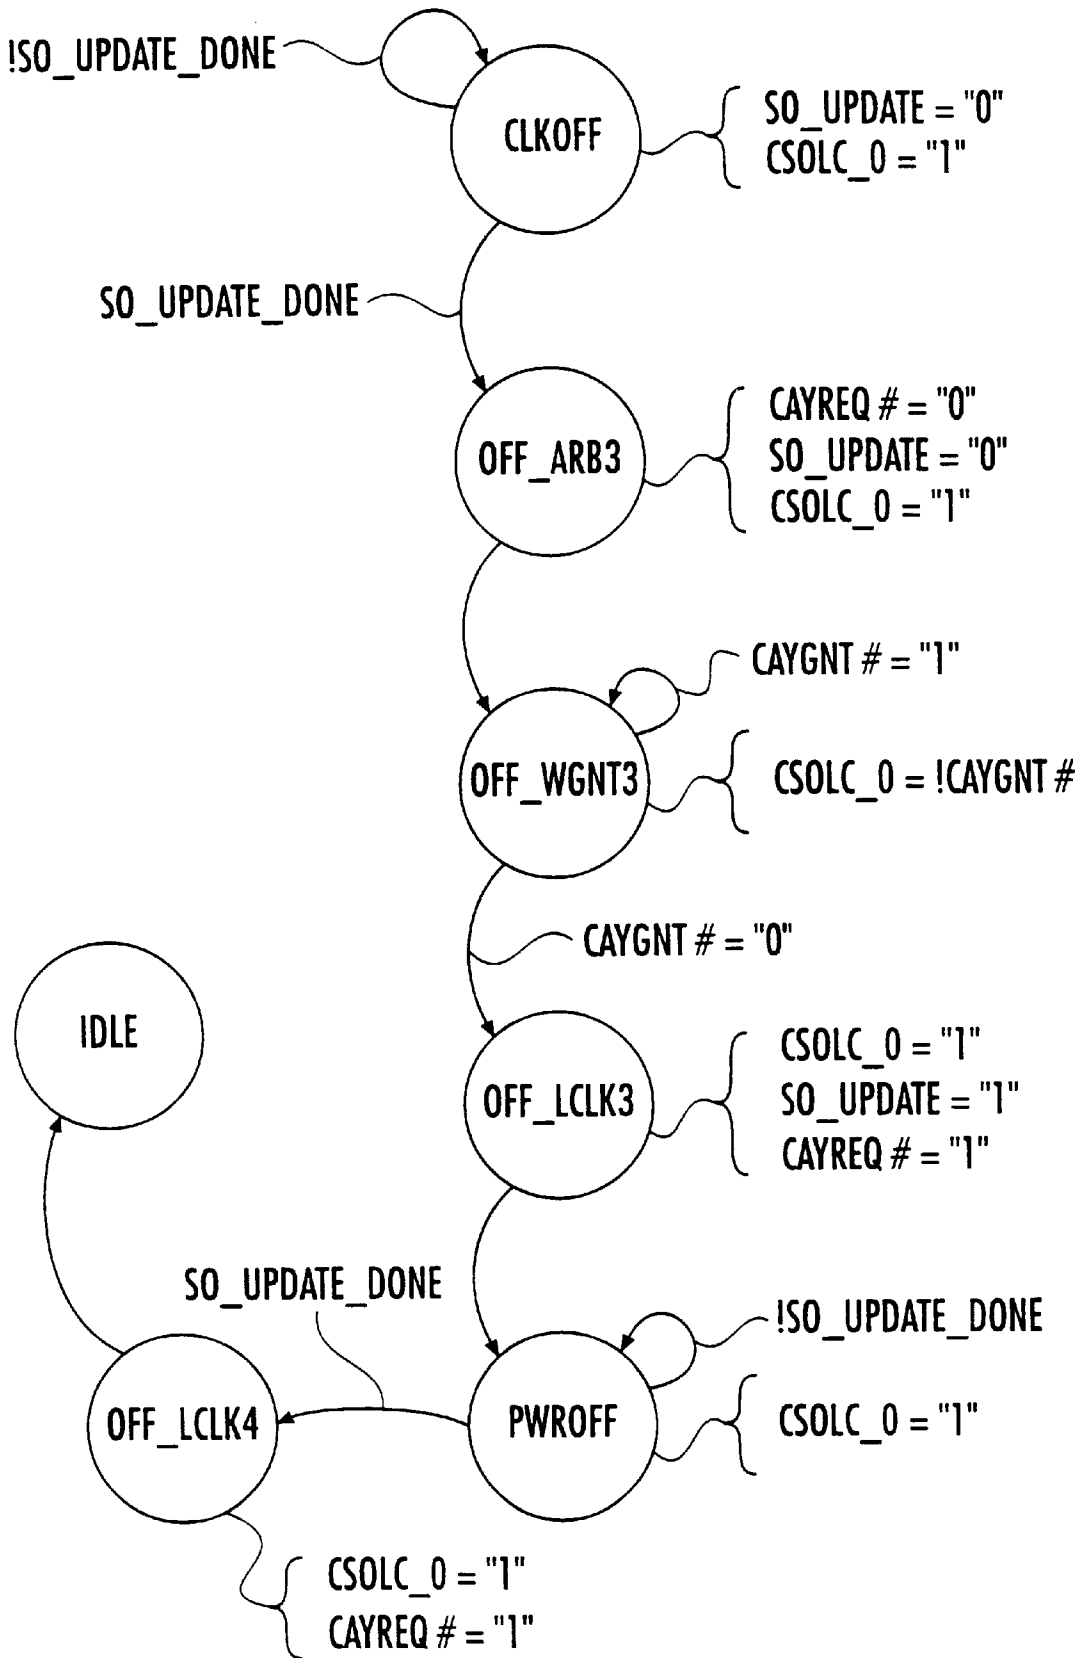 !SO_UPDATE_DONE
CLKOFF
SO_UPDATE = "0"
CSOLC_0 = "1"
SO_UPDATE_DONE
OFF_ARB3
CAYREQ # = "0"
SO_UPDATE = "0"
CSOLC_0 = "1"
CAYGNT # = "1"
OFF_WGNT3
CSOLC_0 = !CAYGNT #
CAYGNT # = "0"
IDLE
OFF_LCLK3
CSOLC_0 = "1"
SO_UPDATE = "1"
CAYREQ # = "1"
SO_UPDATE_DONE
!SO_UPDATE_DONE
OFF_LCLK4
PWROFF
CSOLC_0 = "1"
CSOLC_0 = "1"
CAYREQ # = "1"